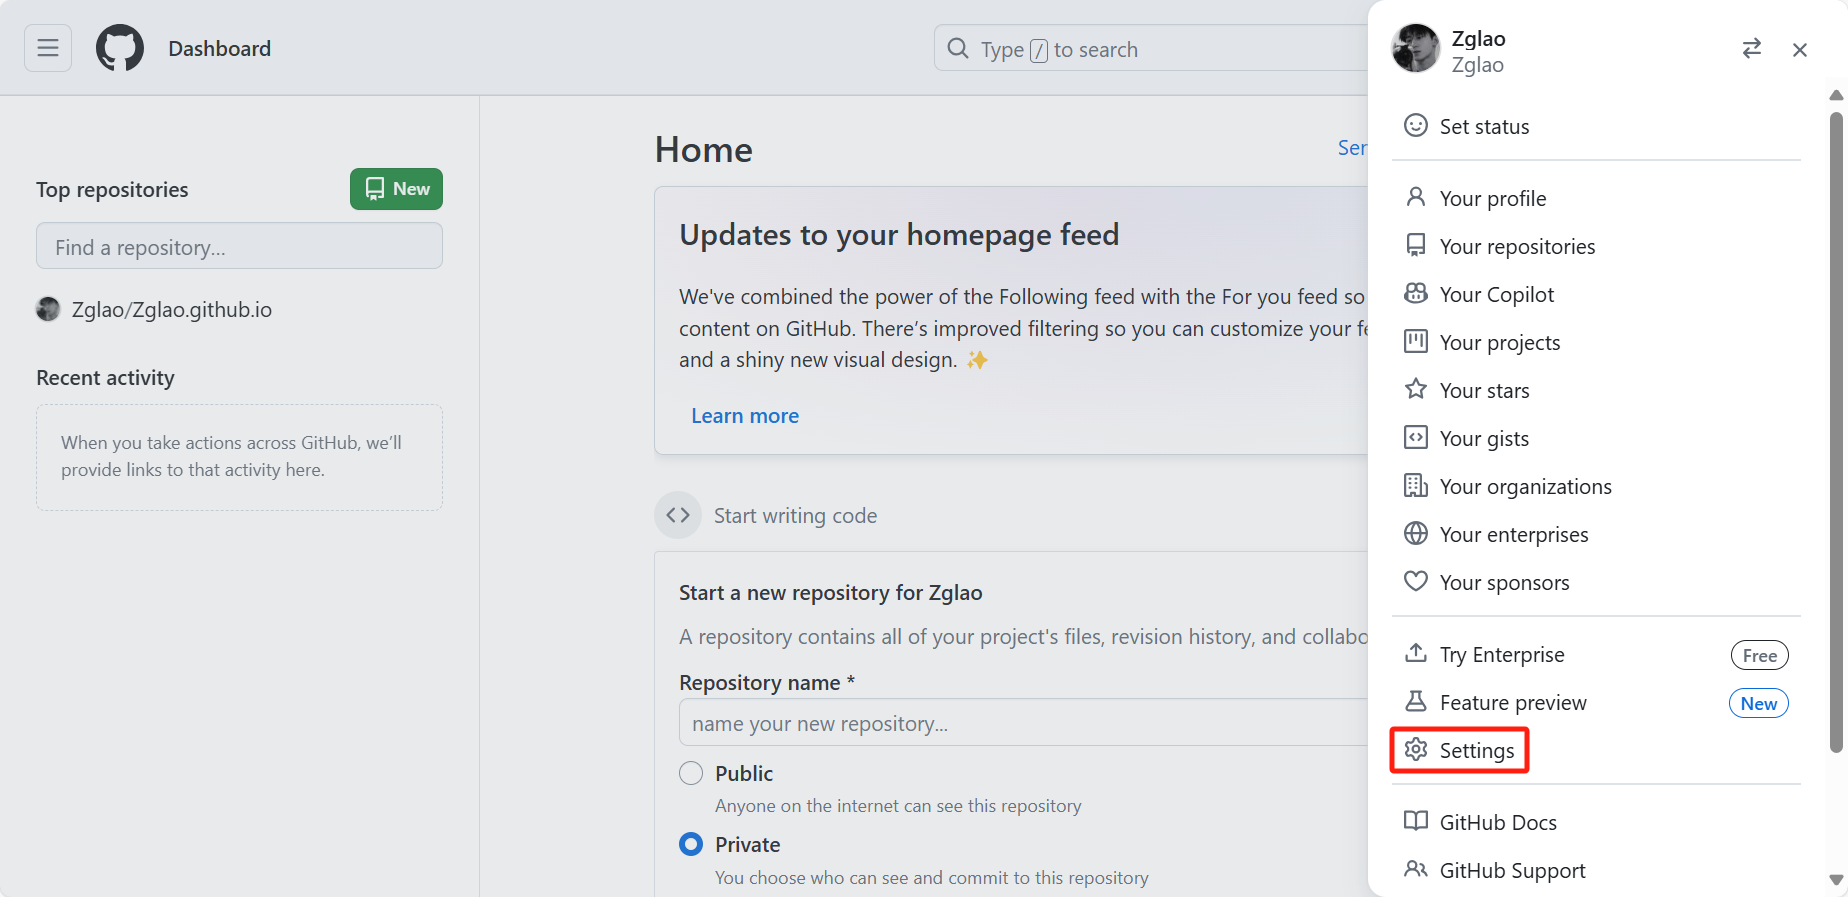 Dashboard
Type / to search
Top repositories
New
Find a repository...
Zglao/Zglao.github.io
Recent activity
When you take actions across GitHub, we'll
provide links to that activity here.
Home
Updates to your homepage feed
We've combined the power of the Following feed with the For you feed so
content on GitHub. There's improved filtering so you can customize your
and a shiny new visual design. ✨
Learn more
Start writing code
Start a new repository for Zglao
A repository contains all of your project's files, revision history, and
Repository name *
name your new repository...
Public
Anyone on the internet can see this repository
Private
You choose who can see and commit to this repository
Zglao
Zglao
Set status
Your profile
Your repositories
Your Copilot
Your projects
Your stars
Your gists
Your organizations
Your enterprises
Your sponsors
Try Enterprise Free
Feature preview New
Settings
GitHub Docs
GitHub Support